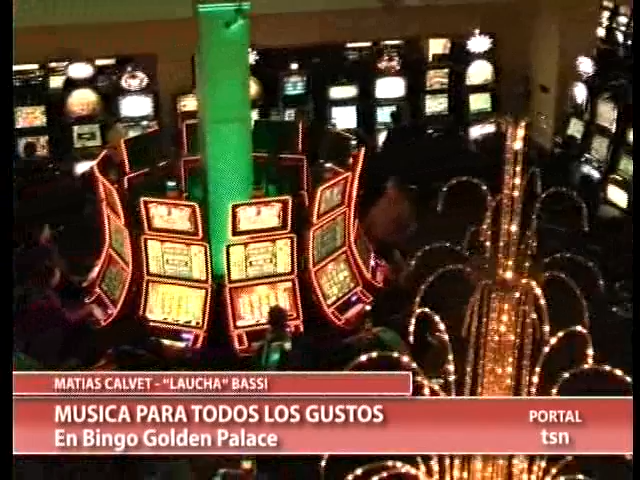 MATIAS CALVET - "LAUCHA" BASSI
MUSICA PARA TODOS LOS GUSTOS
En Bingo Golden Palace
PORTAL
tsn